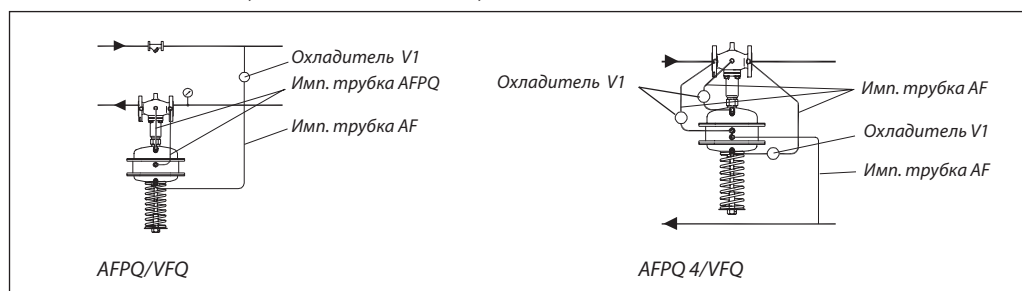 Охладитель V1
Имп. трубка AFPQ
Имп. трубка AF
AFPQ/VFQ
Охладитель V1
Имп. трубка AF
Охладитель V1
Имп. трубка AF
AFPQ 4/VFQ